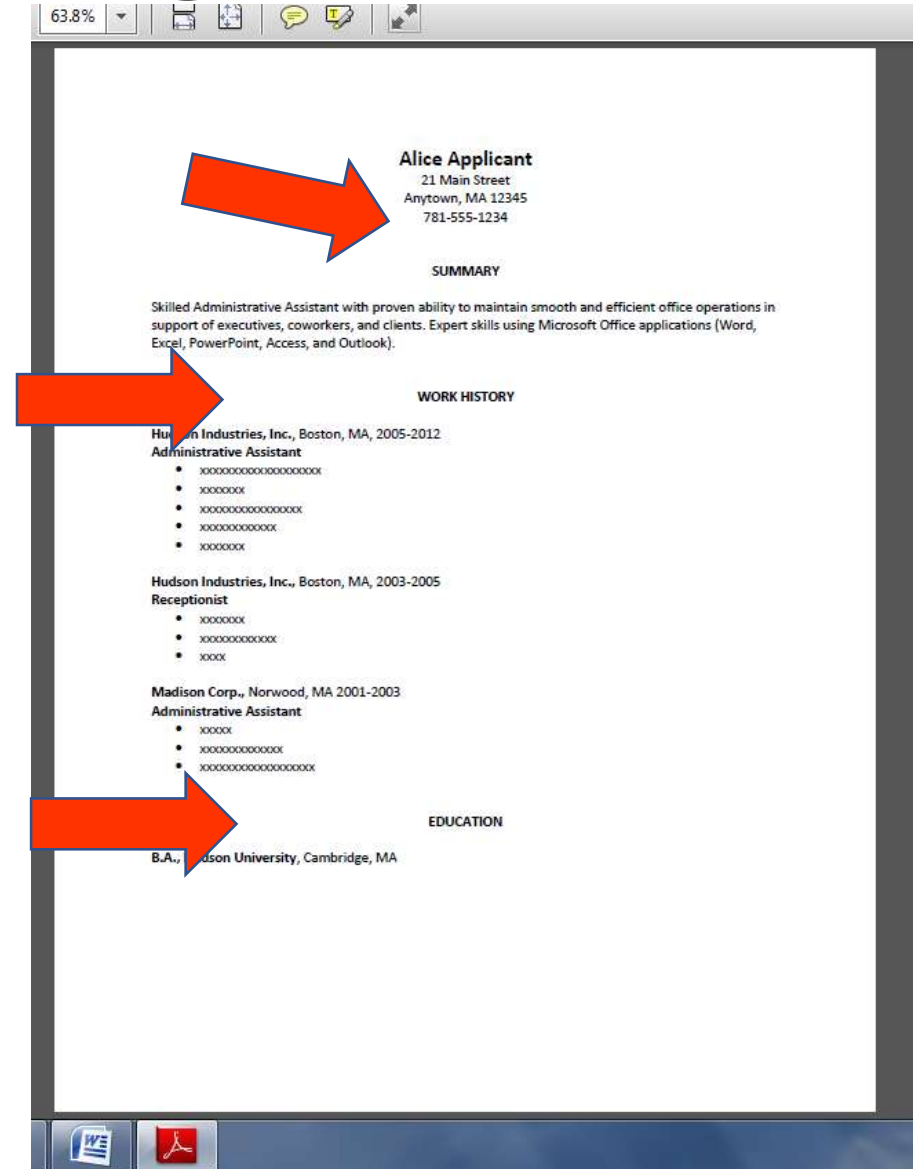 63.8%
Alice Applicant
21 Main Street
Anytown, MA 12345
781-555-1234
SUMMARY
Skilled Administrative Assistant with proven ability to maintain smooth and efficient office operations in
support of executives, coworkers, and clients. Expert skills using Microsoft Office applications (Word,
Excel, PowerPoint, Access, and Outlook).
WORK HISTORY
Hudson Industries, Inc., Boston, MA, 2005-2012
Administrative Assistant
• xxxxxxxxxxxxxxxxxxx
• xxxxxxx
• xxxxxxxxxxxxxxxx
• xxxxxxxxxxxx
• xxxxxxx
Hudson Industries, Inc., Boston, MA, 2003-2005
Receptionist
• xxxxxxx
• xxxxxxxxxxxx
• xxxx
Madison Corp., Norwood, MA 2001-2003
Administrative Assistant
• xxxxx
• xxxxxxxxxxxxx
• xxxxxxxxxxxxxxxxxx
EDUCATION
B.A., University, Cambridge, MA